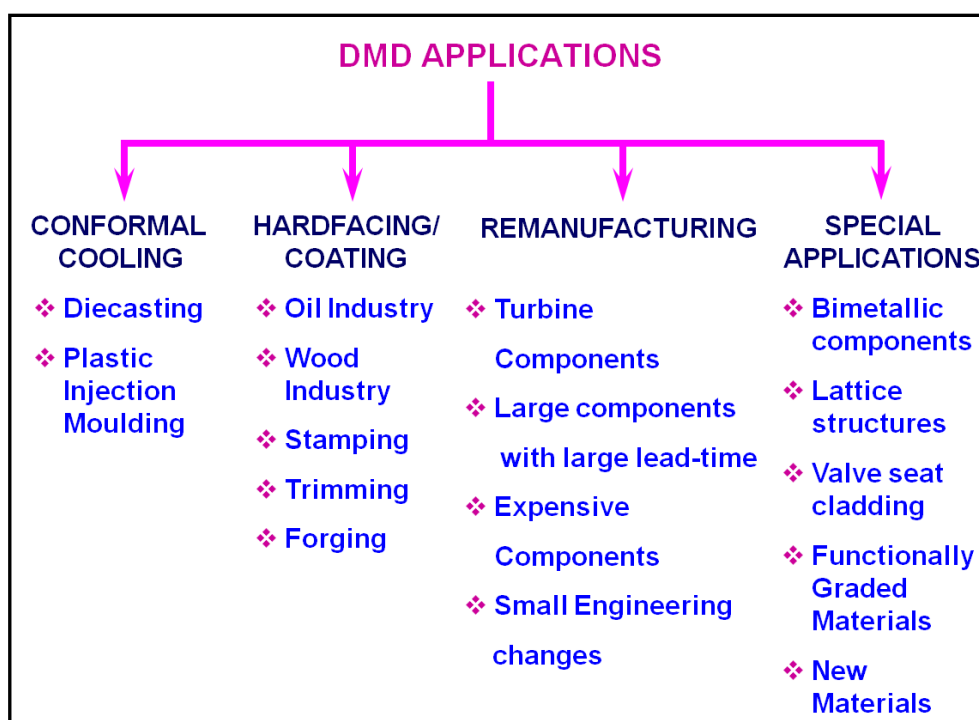 DMD APPLICATIONS
CONFORMAL
COOLING
❖ Diecasting
❖ Plastic
Injection
Moulding
HARDFACING/
COATING
❖ Oil Industry
❖ Wood
Industry
❖ Stamping
❖ Trimming
❖ Forging
REMANUFACTURING
❖ Turbine
Components
❖ Large components
with large lead-time
❖ Expensive
Components
❖ Small Engineering
changes
SPECIAL
APPLICATIONS
❖ Bimetallic
components
❖ Lattice
structures
❖ Valve seat
cladding
❖ Functionally
Graded
Materials
❖ New
Materials